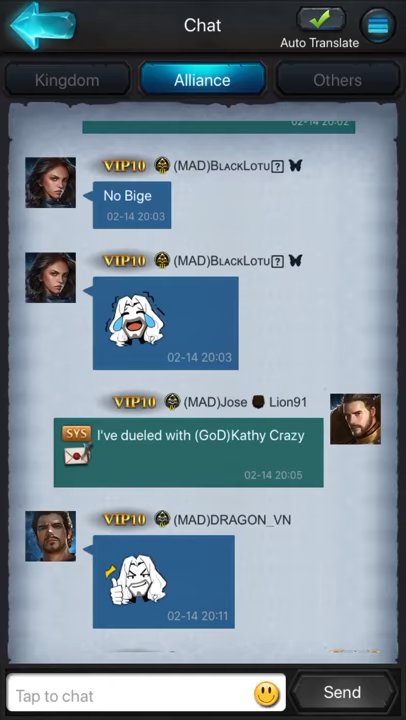 Chat
Auto Translate
Kingdom
Alliance
Others
02-14 20:02
VIP10 (MAD)BLACKLOTU
No Bige
02-14 20:03
VIP10 (MAD)BLACKLOTU
02-14 20:03
VIP10 (MAD)Jose Lion91
SYS I've dueled with (GoD)Kathy Crazy
02-14 20:05
VIP10 (MAD)DRAGON_VN
02-14 20:11
Tap to chat
Send